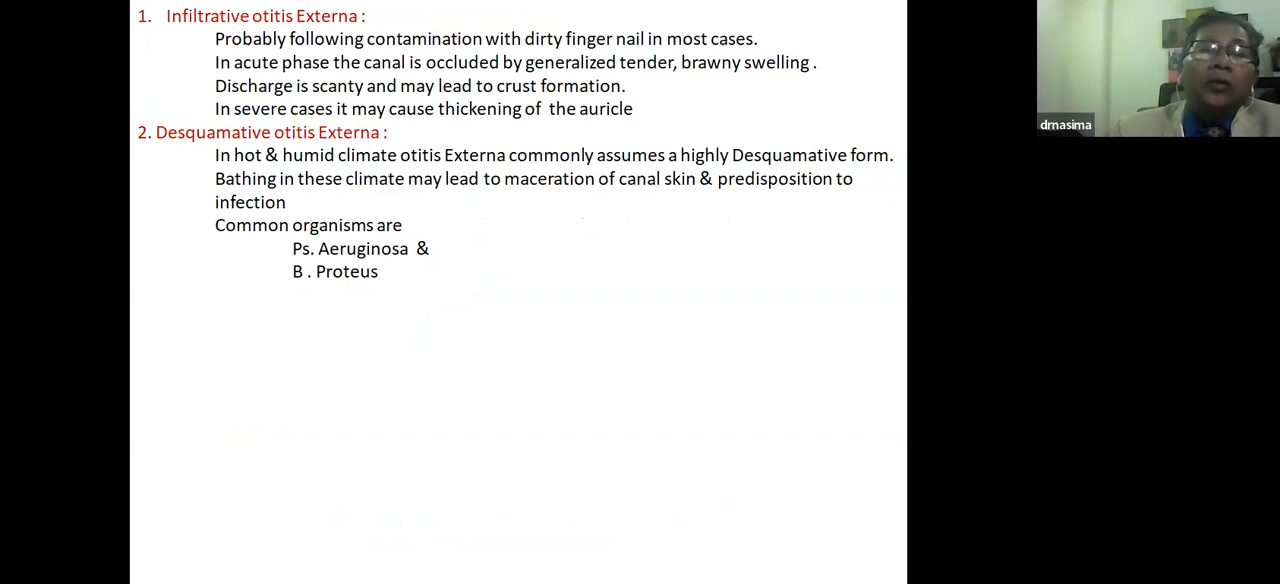 1. Infiltrative otitis Externa :
Probably following contamination with dirty finger nail in most cases.
In acute phase the canal is occluded by generalized tender, brawny swelling .
Discharge is scanty and may lead to crust formation.
In severe cases it may cause thickening of the auricle
2. Desquamative otitis Externa :
In hot & humid climate otitis Externa commonly assumes a highly Desquamative form.
Bathing in these climate may lead to maceration of canal skin & predisposition to
infection
Common organisms are
Ps. Aeruginosa &
B . Proteus
drnasima